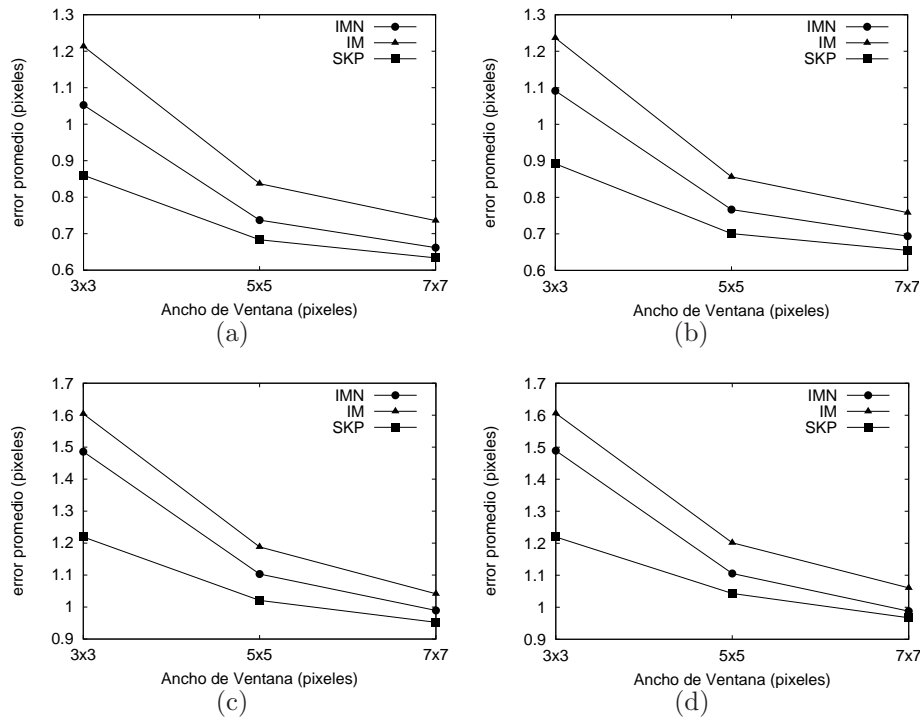 1.3
1.2
1.1
1
0.9
0.8
0.7
0.6
error promedio (pixeles)
IMN
IM
SKP
3x3
5x5
7x7
Ancho de Ventana (pixeles)
(a)
1.3
1.2
1.1
1
0.9
0.8
0.7
0.6
error promedio (pixeles)
IMN
IM
SKP
3x3
5x5
7x7
Ancho de Ventana (pixeles)
(b)
1.7
1.6
1.5
1.4
1.3
1.2
1.1
1
0.9
error promedio (pixeles)
IMN
IM
SKP
3x3
5x5
7x7
Ancho de Ventana (pixeles)
(c)
1.7
1.6
1.5
1.4
1.3
1.2
1.1
1
0.9
error promedio (pixeles)
IMN
IM
SKP
3x3
5x5
7x7
Ancho de Ventana (pixeles)
(d)